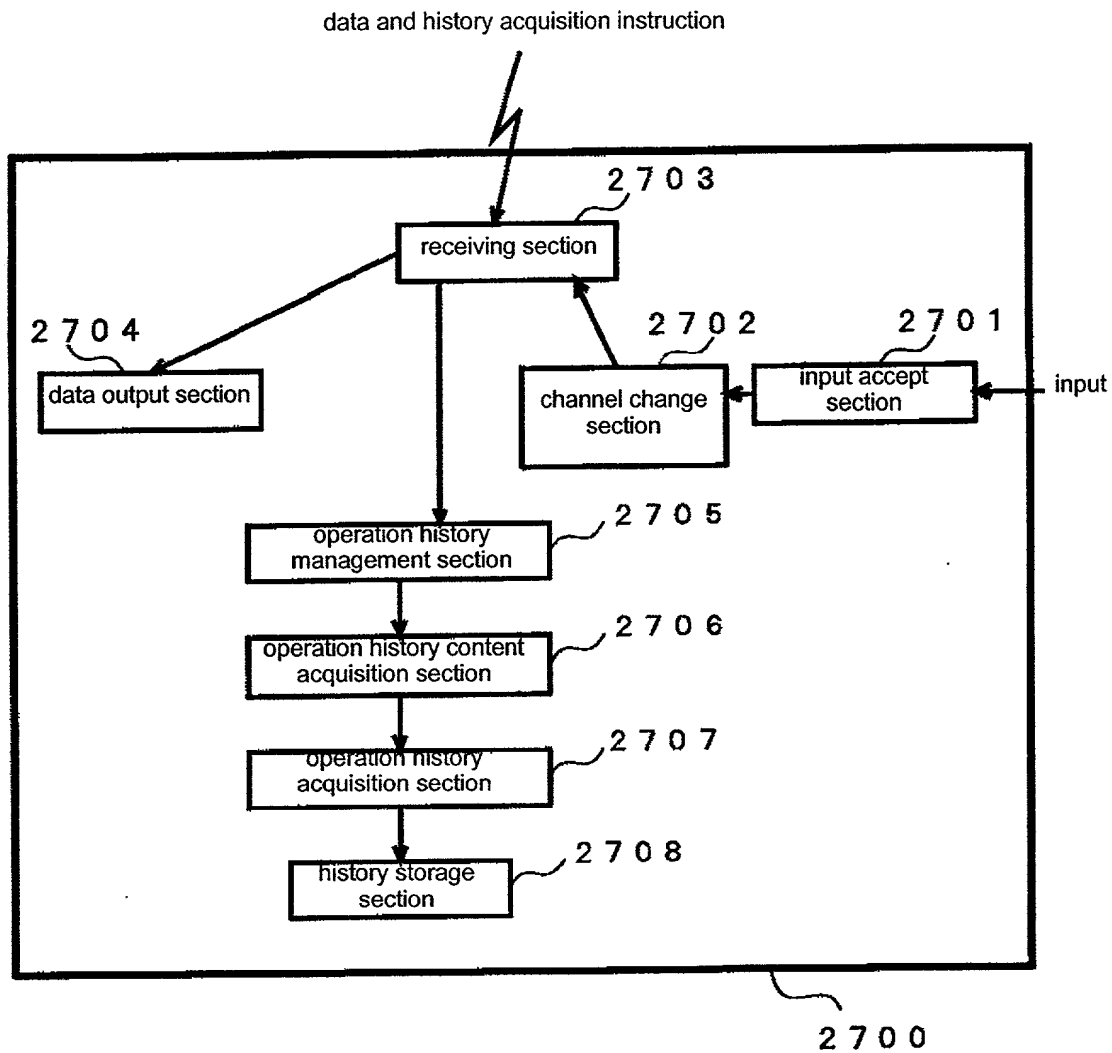 data and history acquisition instruction
2703
receiving section
2704
2702
2701
data output section
channel change
section
input accept
section
input
2705
operation history
management section
2706
operation history content
acquisition section
2707
operation history
acquisition section
2708
history storage
section
2700